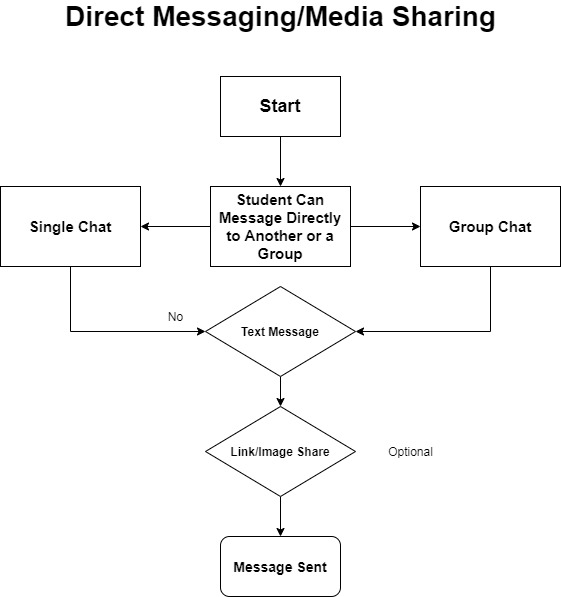 Direct Messaging/Media Sharing
Start
Single Chat
Student Can
Message Directly
to Another or a
Group
Group Chat
No
Text Message
Link/Image Share
Optional
Message Sent